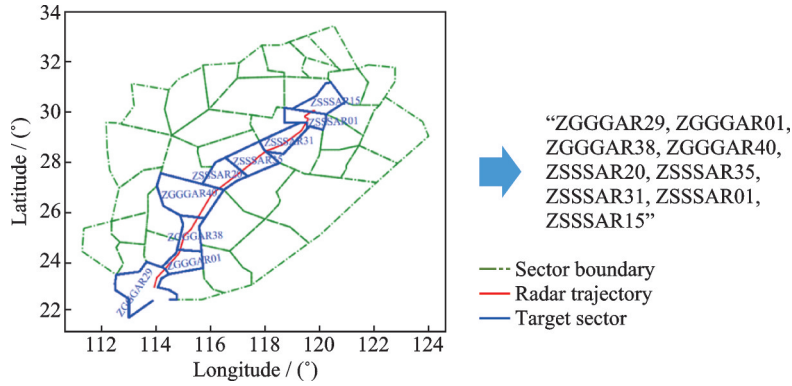 34
32
30
28
26
24
22
Latitude / (°)
112 114 116 118 120 122 124
Longitude / (°)
ZSSSAR15
ZSSSAR01
ZSSSAR31
ZSSSAR35
ZSSSAR20
ZGGGAR40
ZGGGAR38
ZGGGAR01
ZGGGAR29
“ZGGGAR29, ZGGGAR01,
ZGGGAR38, ZGGGAR40,
ZSSSAR20, ZSSSAR35,
ZSSSAR31, ZSSSAR01,
ZSSSAR15”
Sector boundary
Radar trajectory
Target sector